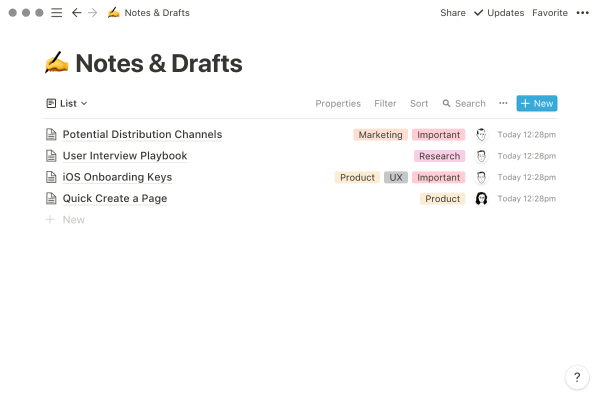 ✍️ Notes & Drafts
Share ✓ Updates Favorite •••
✍️ Notes & Drafts
List
Properties Filter Sort Search ••• + New
Potential Distribution Channels Marketing Important Today 12:28pm
User Interview Playbook Research Today 12:28pm
iOS Onboarding Keys Product UX Important Today 12:28pm
Quick Create a Page Product Today 12:28pm
+ New
?